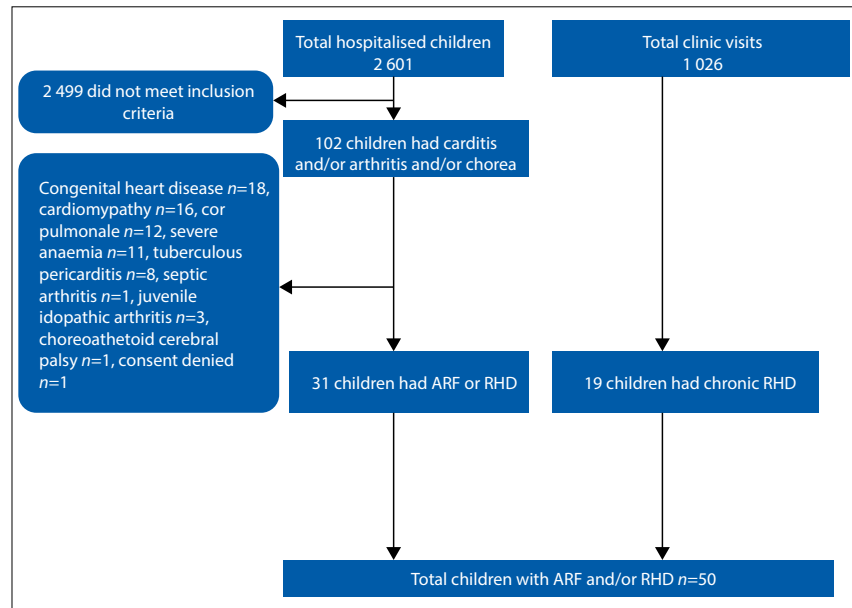 Total hospitalised children
2 601
Total clinic visits
1 026
2 499 did not meet inclusion
criteria
102 children had carditis
and/or arthritis and/or chorea
Congenital heart disease n=18,
cardiomypathy n=16, cor
pulmonale n=12, severe
anaemia n=11, tuberculous
pericarditis n=8, septic
arthritis n=1, juvenile
idopathic arthritis n=3,
choreoathetoid cerebral
palsy n=1, consent denied
n=1
31 children had ARF or RHD
19 children had chronic RHD
Total children with ARF and/or RHD n=50